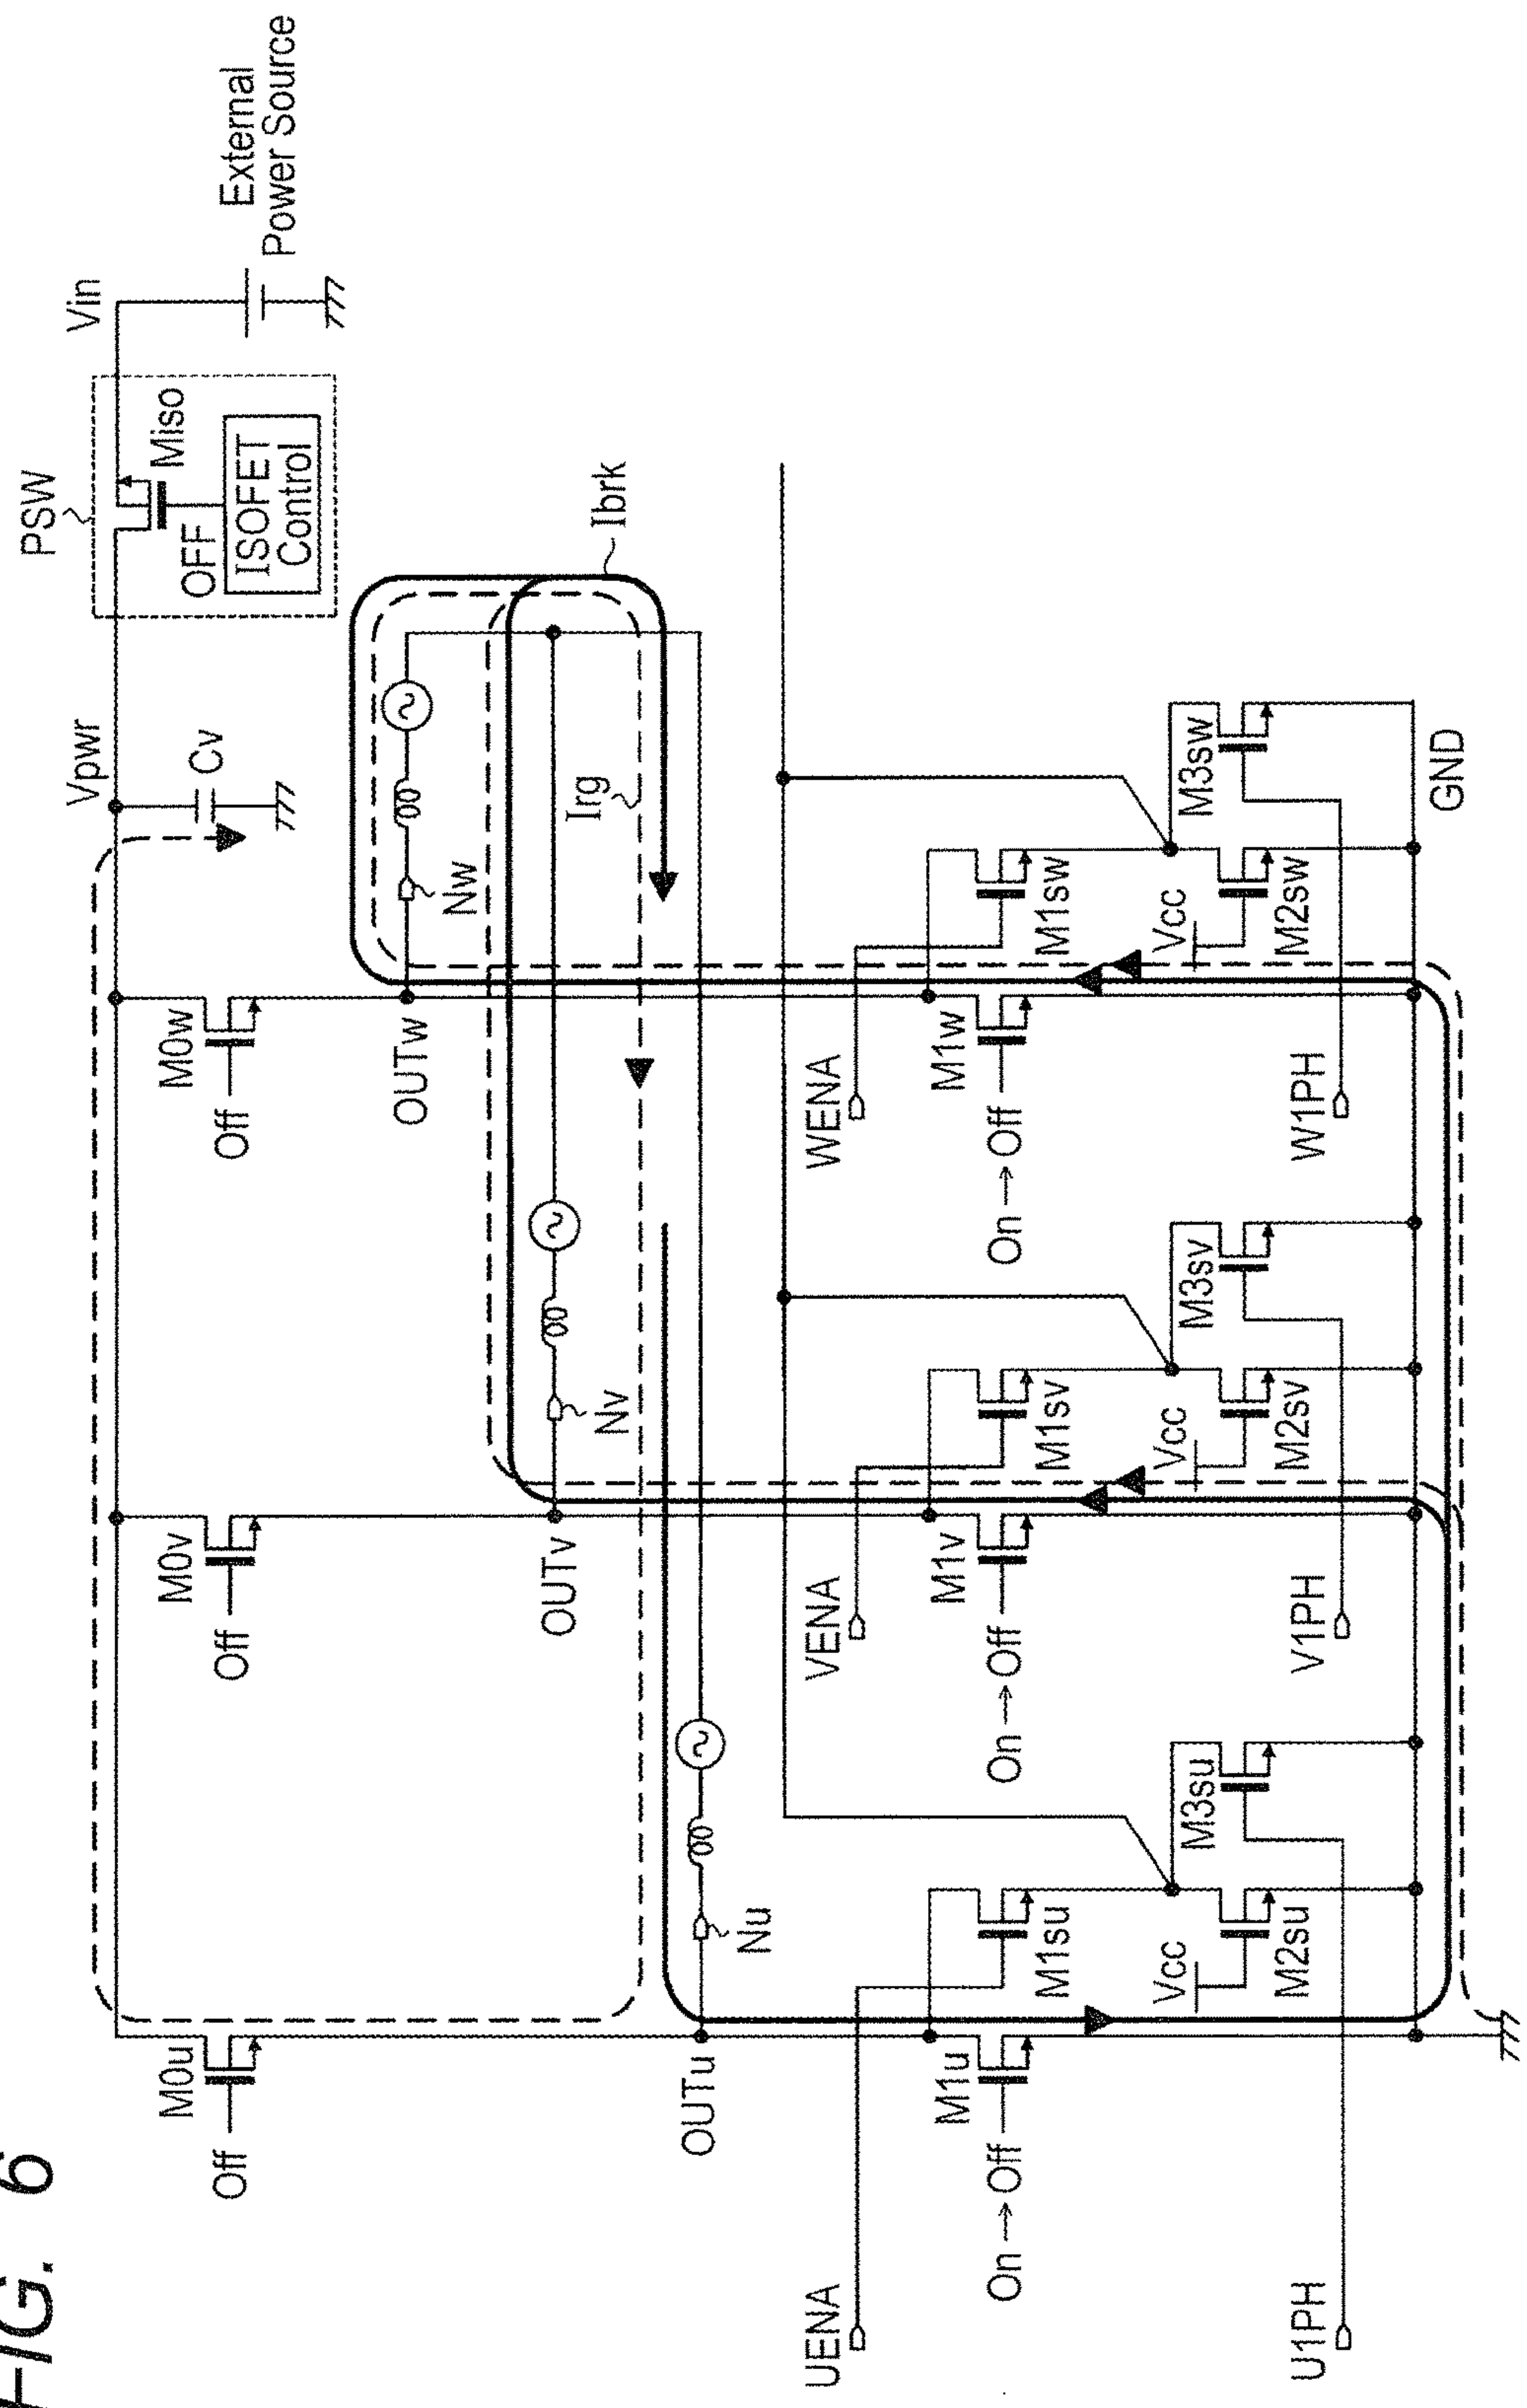 FIG. 6
PSW
Vin
External
Power Source
Miso
OFF
ISOFET
Control
Vpwr
Cv
M0u
Off
M0v
Off
M0w
Off
OUTw
Nw
Ibrk
Irg
OUTv
Nv
OUTu
Nu
UENA
VENA
WENA
M1u
On → Off
M1su
M1v
On → Off
M1sv
M1w
On → Off
M1sw
Vcc
M2su
M3su
Vcc
M2sv
M3sv
Vcc
M2sw
M3sw
U1PH
V1PH
W1PH
GND